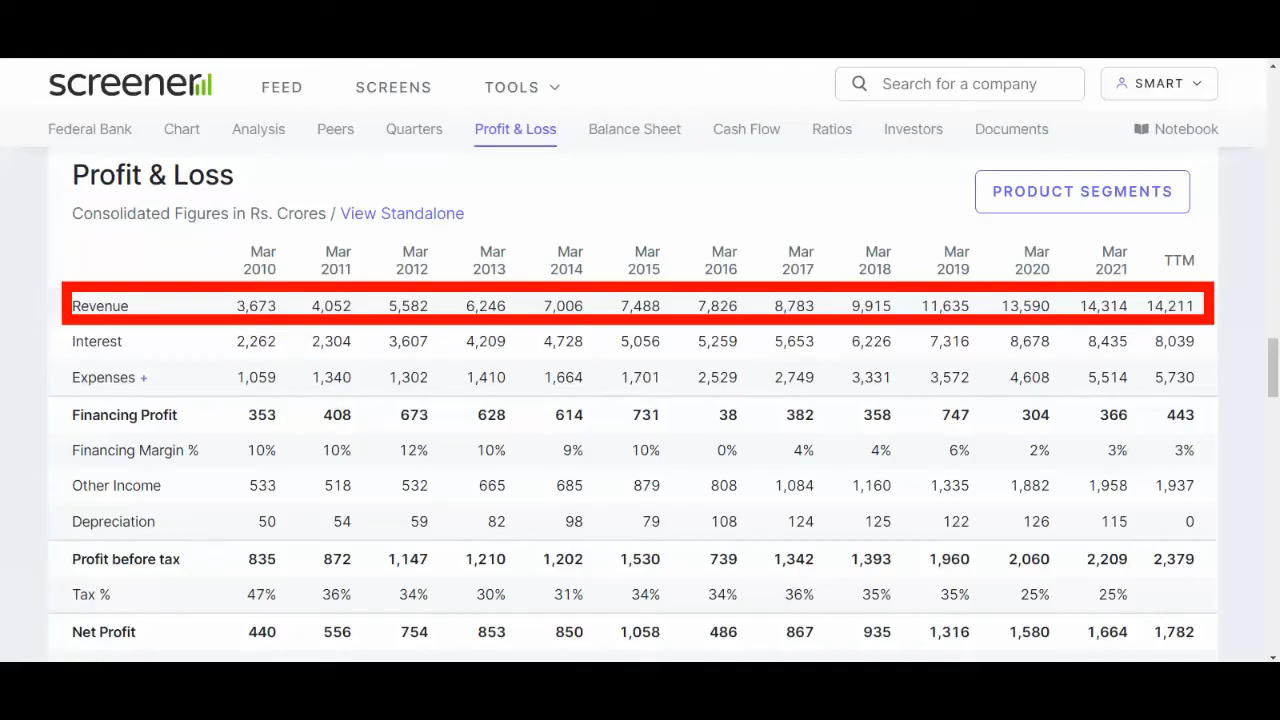 screener FEED SCREENS TOOLS Search for a company SMART
Federal Bank Chart Analysis Peers Quarters Profit & Loss Balance Sheet Cash Flow Ratios Investors Documents Notebook
Profit & Loss
PRODUCT SEGMENTS
Consolidated Figures in Rs. Crores / View Standalone
Mar 2010 Mar 2011 Mar 2012 Mar 2013 Mar 2014 Mar 2015 Mar 2016 Mar 2017 Mar 2018 Mar 2019 Mar 2020 Mar 2021 TTM
Revenue 3,673 4,052 5,582 6,246 7,006 7,488 7,826 8,783 9,915 11,635 13,590 14,314 14,211
Interest 2,262 2,304 3,607 4,209 4,728 5,056 5,259 5,653 6,226 7,316 8,678 8,435 8,039
Expenses + 1,059 1,340 1,302 1,410 1,664 1,701 2,529 2,749 3,331 3,572 4,608 5,514 5,730
Financing Profit 353 408 673 628 614 731 38 382 358 747 304 366 443
Financing Margin % 10% 10% 12% 10% 9% 10% 0% 4% 4% 6% 2% 3% 3%
Other Income 533 518 532 665 685 879 808 1,084 1,160 1,335 1,882 1,958 1,937
Depreciation 50 54 59 82 98 79 108 124 125 122 126 115 0
Profit before tax 835 872 1,147 1,210 1,202 1,530 739 1,342 1,393 1,960 2,060 2,209 2,379
Tax % 47% 36% 34% 30% 31% 34% 34% 36% 35% 35% 25% 25%
Net Profit 440 556 754 853 850 1,058 486 867 935 1,316 1,580 1,664 1,782